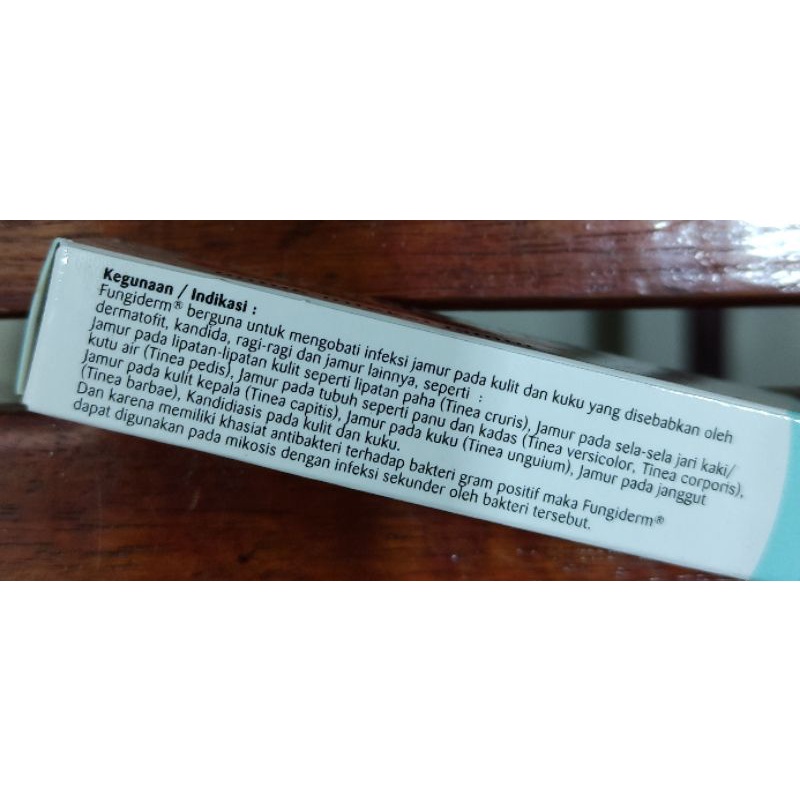 Kegunaan / Indikasi :
Fungiderm® berguna untuk mengobati infeksi jamur pada kulit dan kuku yang disebabkan oleh
dermatofit, kandida, ragi-ragi dan jamur lainnya, seperti :
Jamur pada lipatan-lipatan kulit seperti lipatan paha (Tinea cruris), Jamur pada sela-sela jari kaki/
kutu air (Tinea pedis), Jamur pada tubuh seperti panu dan kadas (Tinea versicolor, Tinea corporis),
Jamur pada kulit kepala (Tinea capitis), Jamur pada kuku (Tinea unguium), Jamur pada janggut
(Tinea barbae), Kandidiasis pada kulit dan kuku.
Dan karena memiliki khasiat antibakteri terhadap bakteri gram positif maka Fungiderm®
dapat digunakan pada mikosis dengan infeksi sekunder oleh bakteri tersebut.